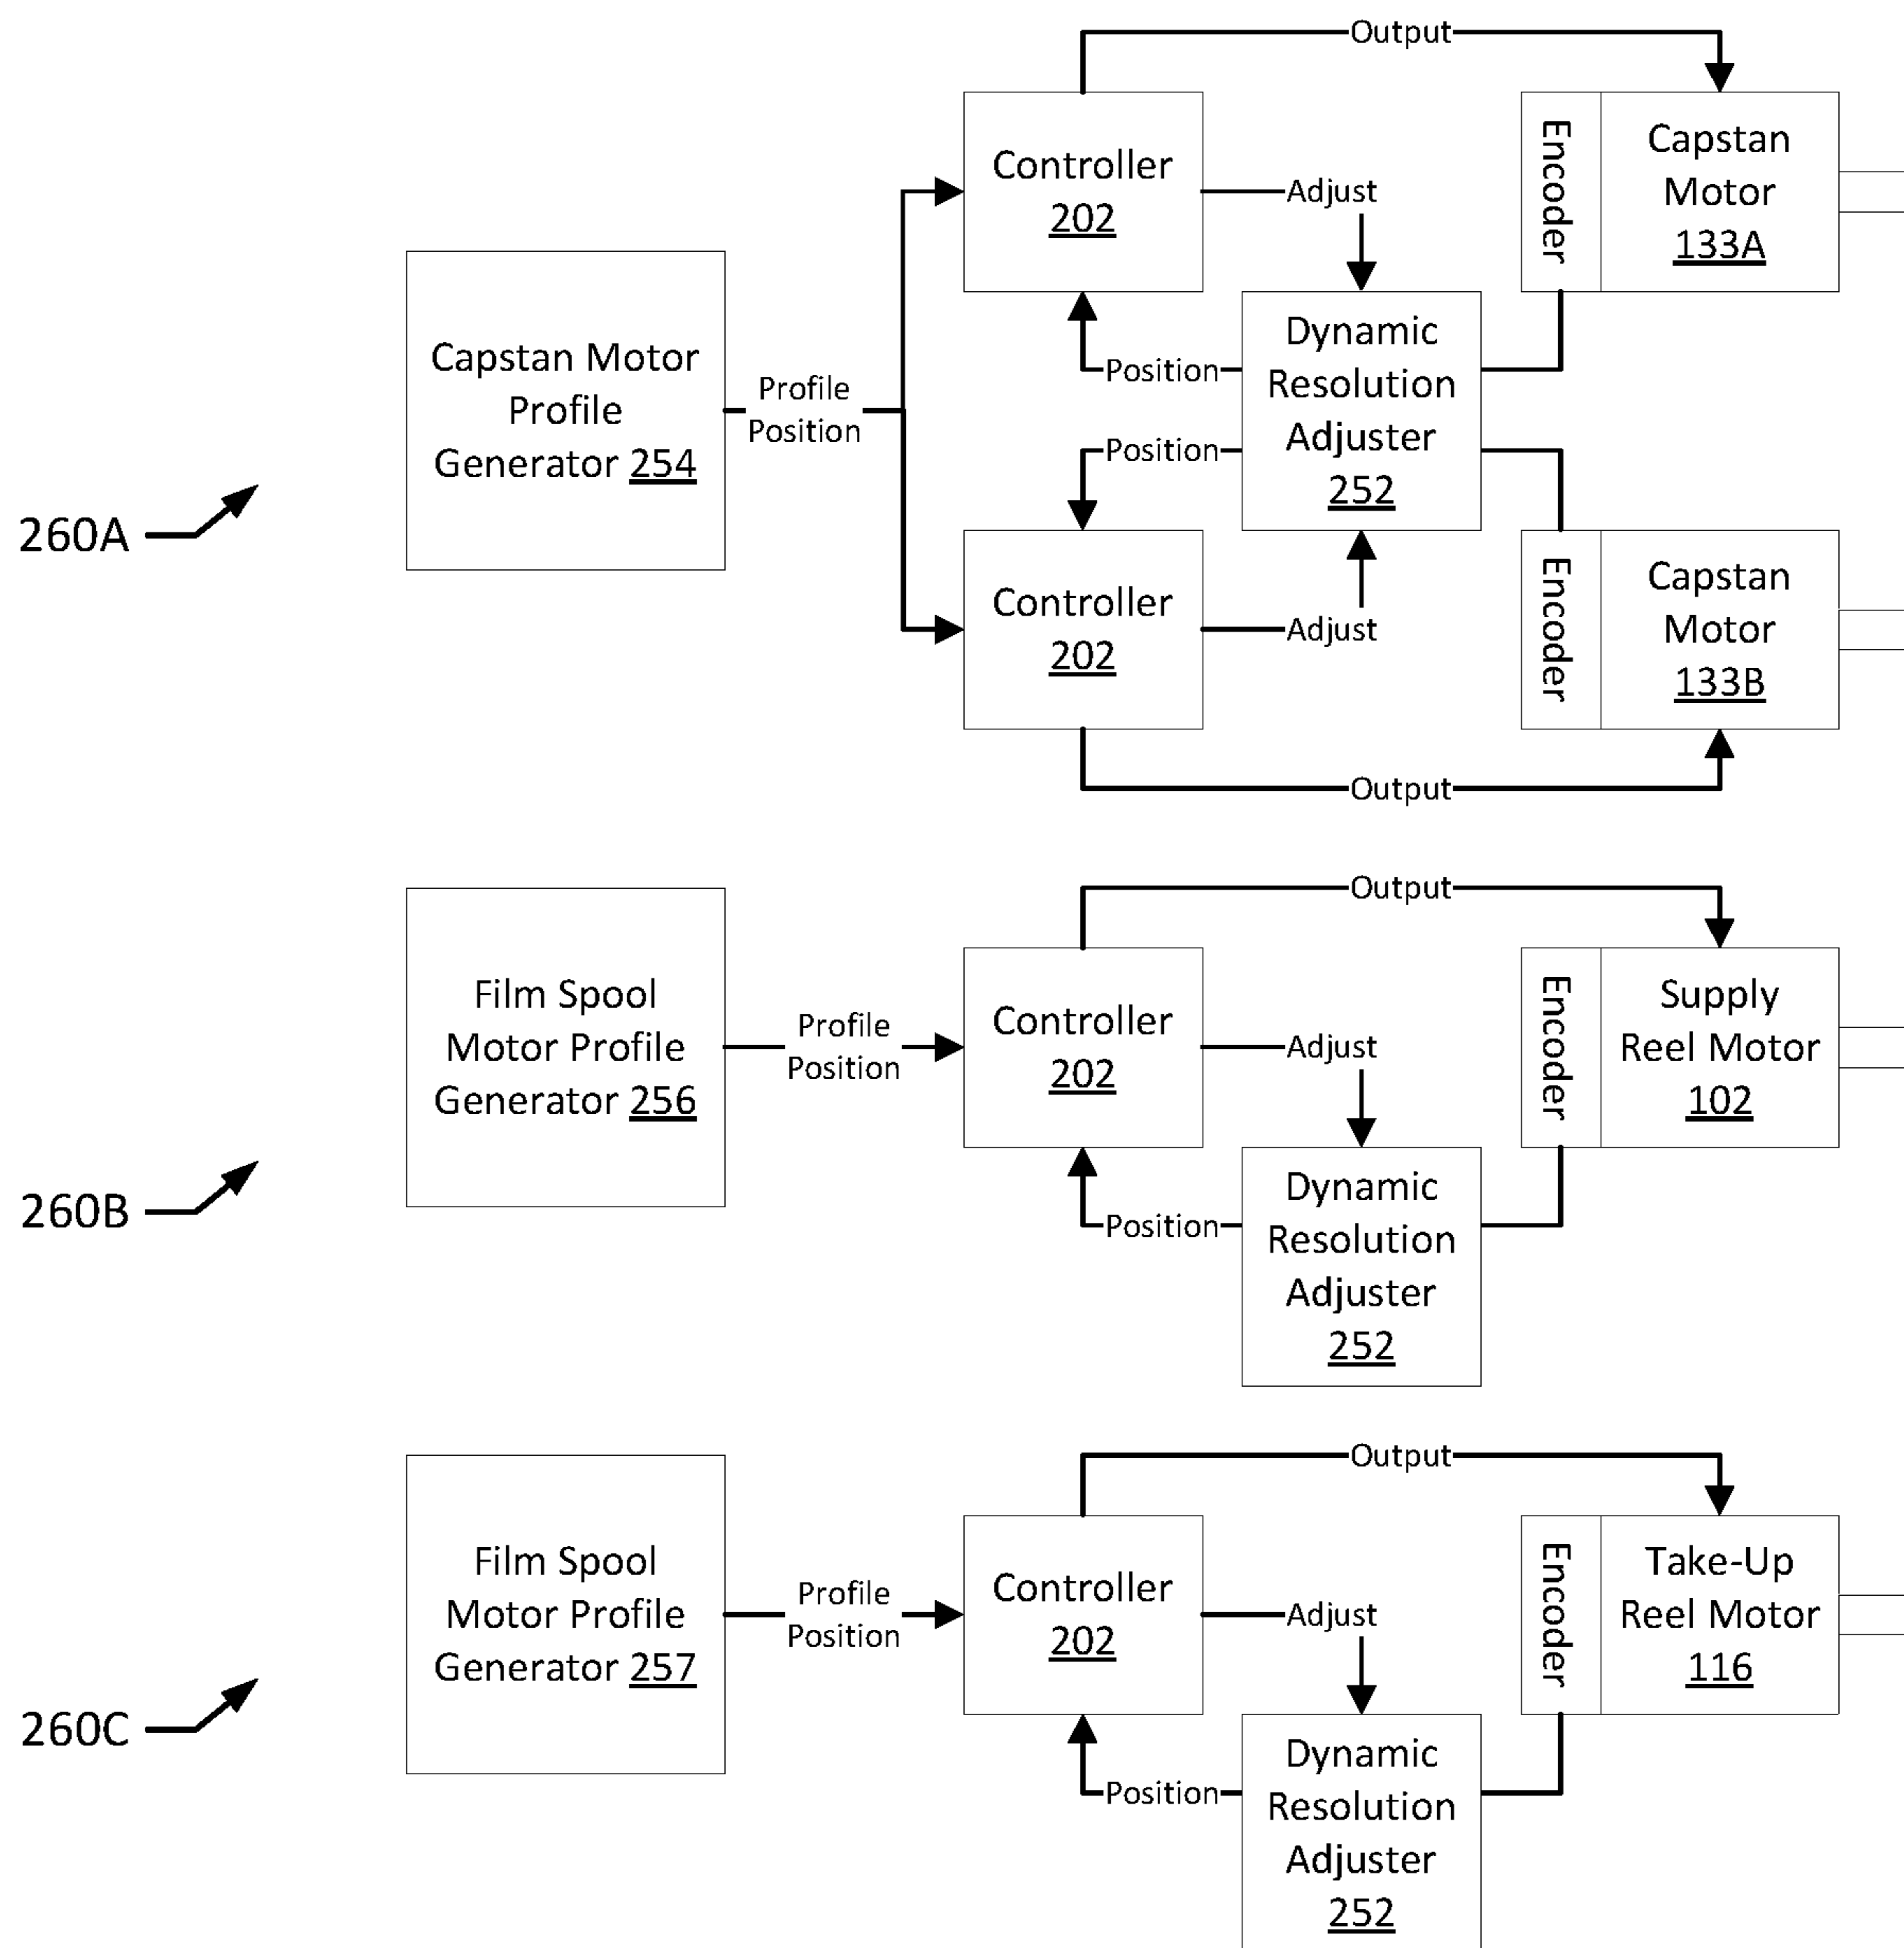 Output
Controller
202
Adjust
Encoder
Capstan
Motor
133A
Capstan Motor
Profile
Generator 254
Profile
Position
Position
Dynamic
Resolution
Adjuster
252
Position
260A
Controller
202
Adjust
Encoder
Capstan
Motor
133B
Output
Output
Film Spool
Motor Profile
Generator 256
Profile
Position
Controller
202
Adjust
Encoder
Supply
Reel Motor
102
260B
Position
Dynamic
Resolution
Adjuster
252
Output
Film Spool
Motor Profile
Generator 257
Profile
Position
Controller
202
Adjust
Encoder
Take-Up
Reel Motor
116
260C
Position
Dynamic
Resolution
Adjuster
252